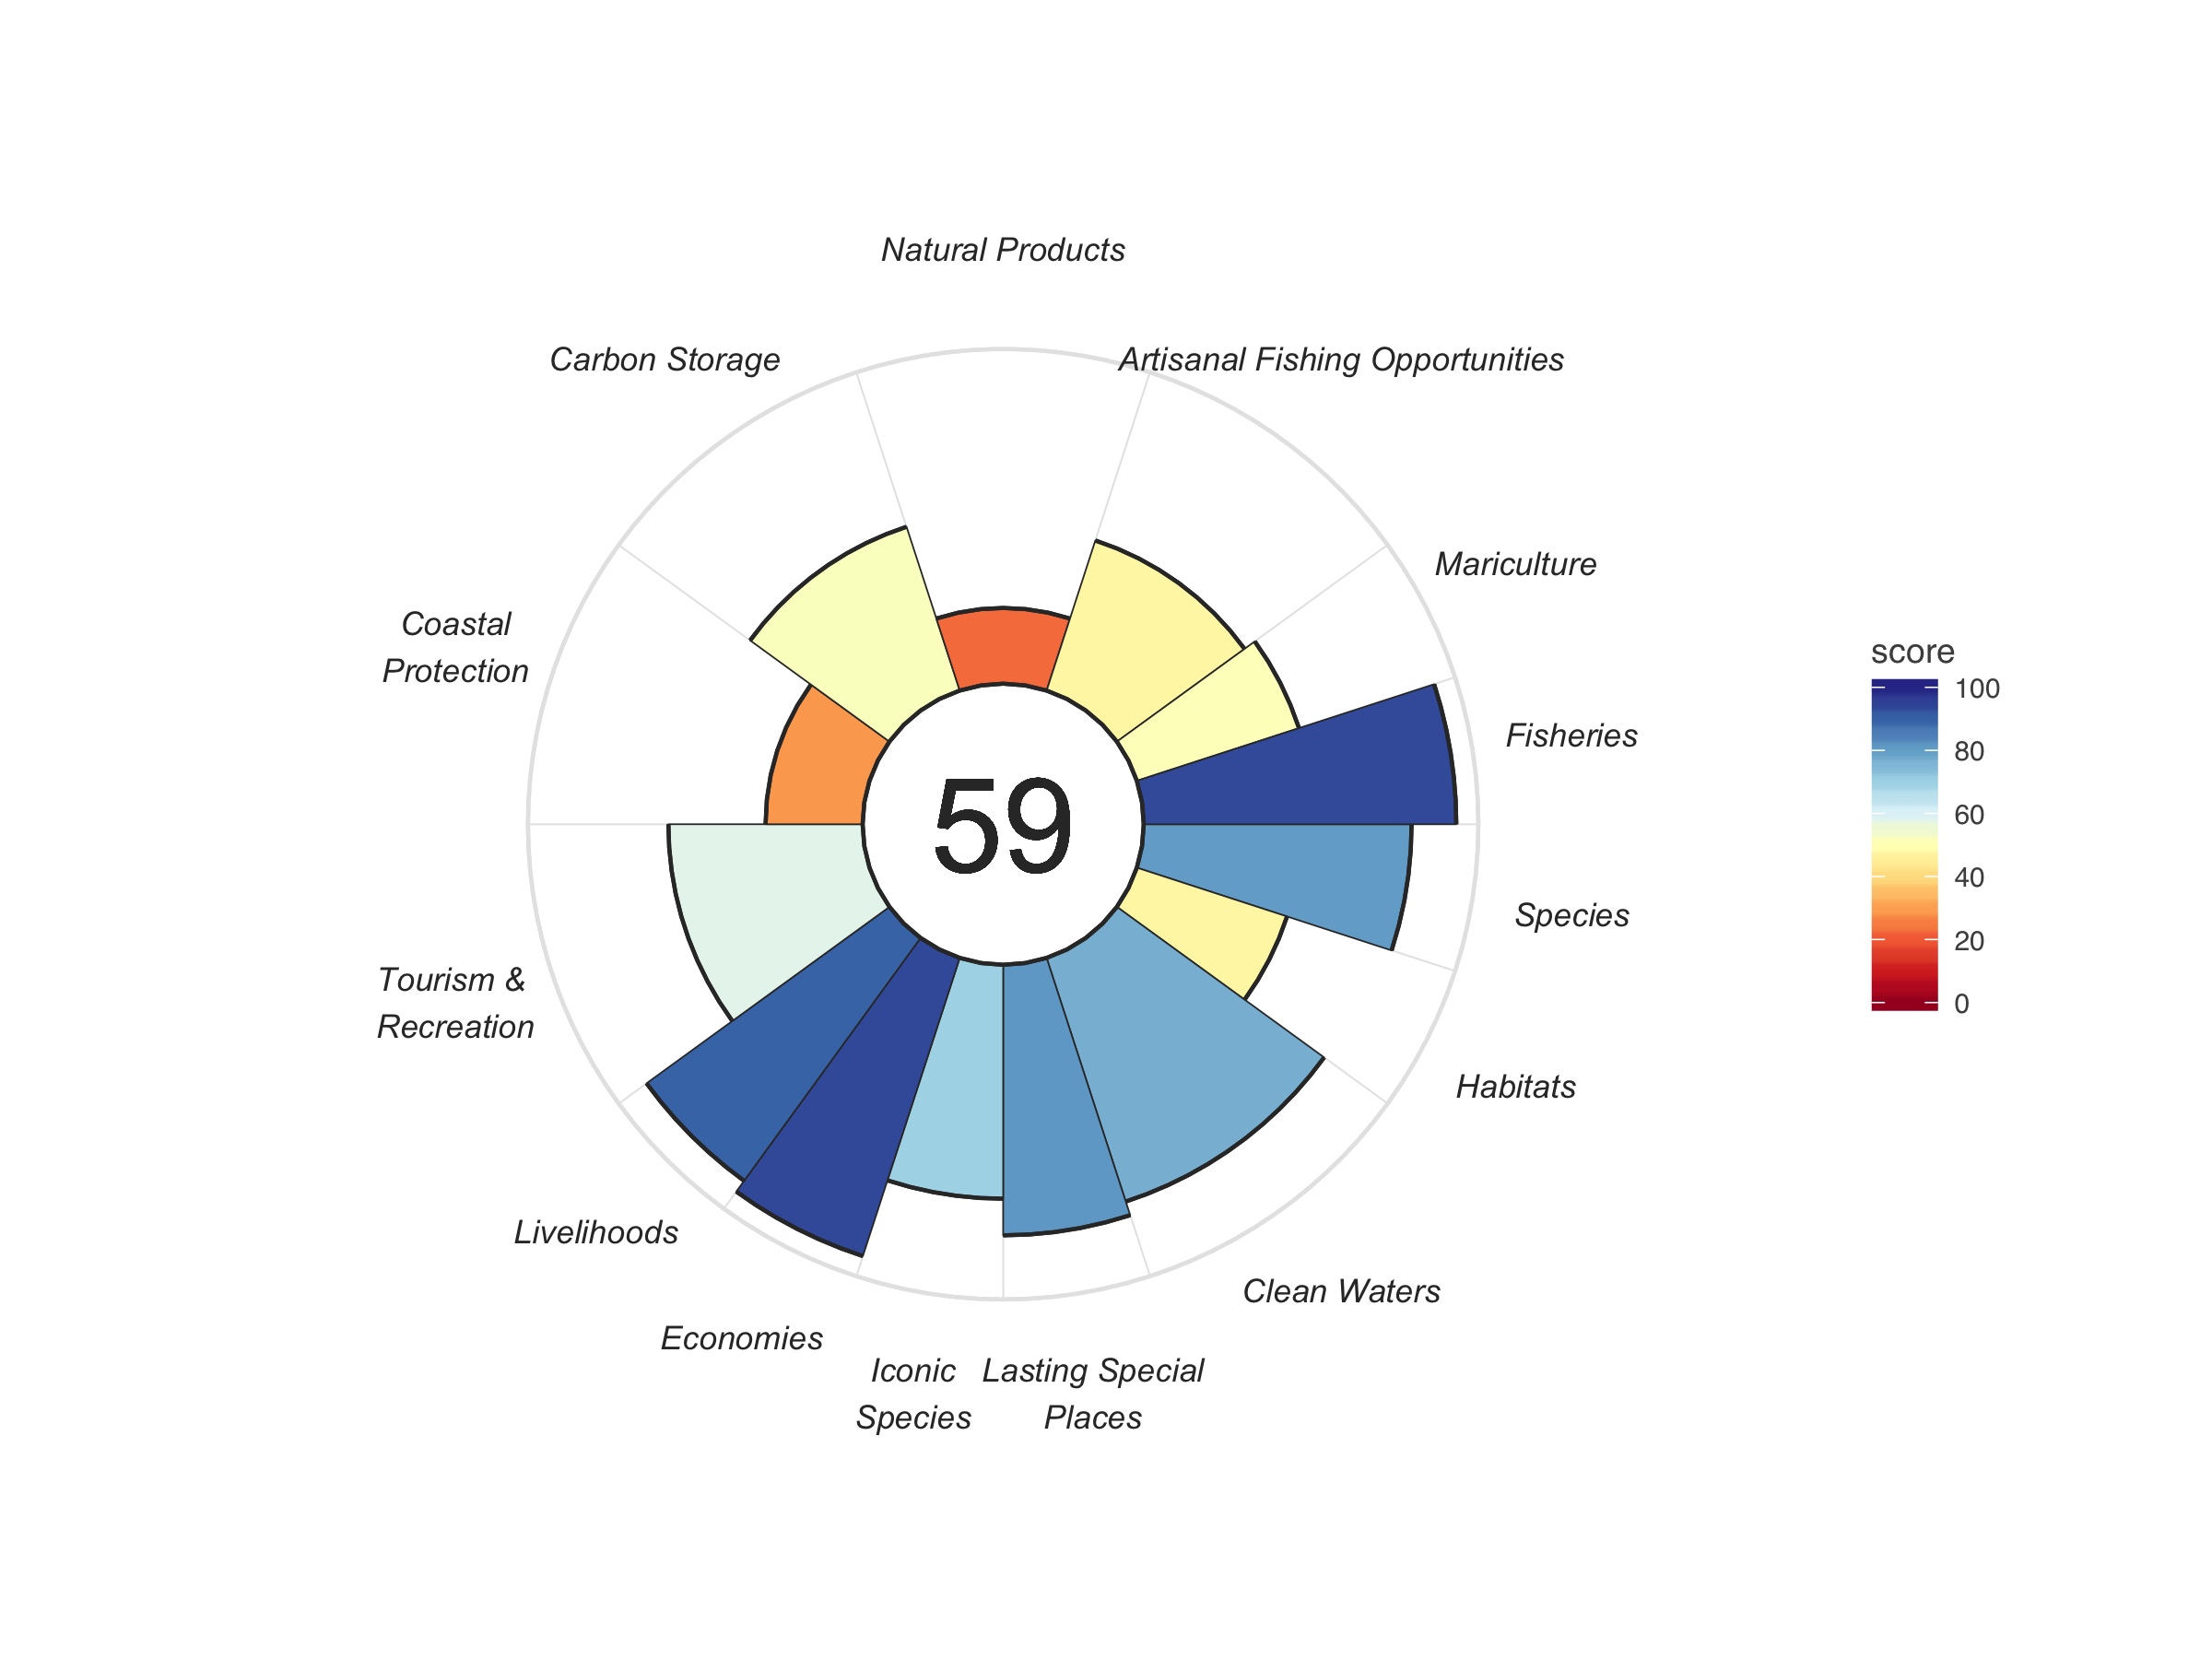 Natural Products
Carbon Storage
Artisanal Fishing Opportunities
Mariculture
Coastal
Protection
Fisheries
score
100
80
60
40
20
0
59
Species
Tourism &
Recreation
Habitats
Livelihoods
Clean Waters
Economies
Iconic
Species
Lasting Special
Places